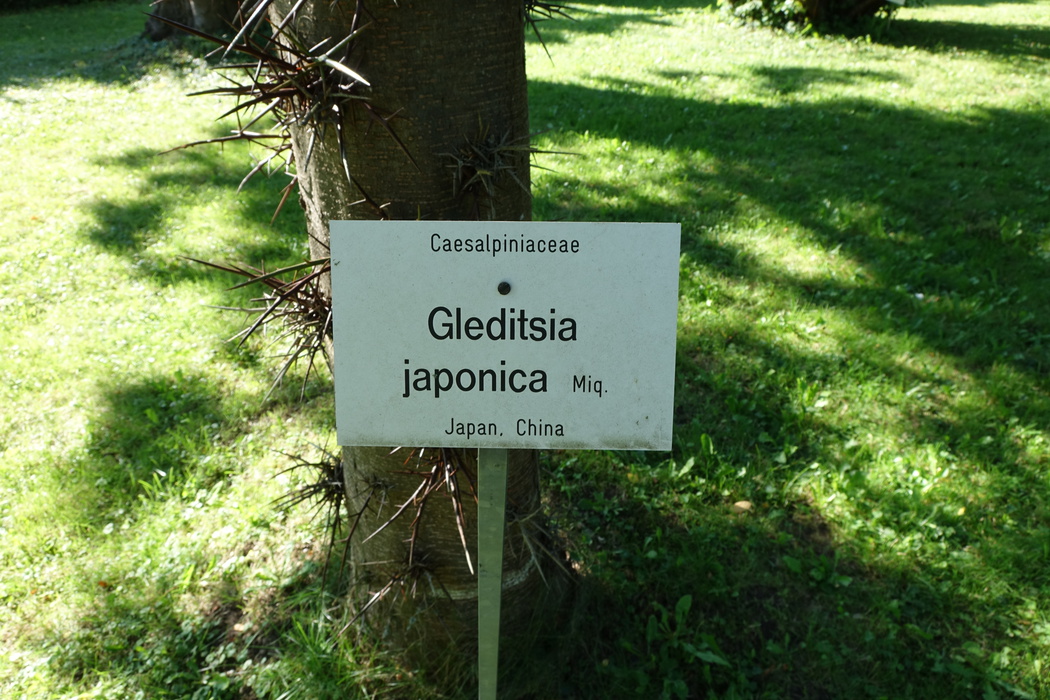 Caesalpiniaceae
Gleditsia
japonica Miq.
Japan, China